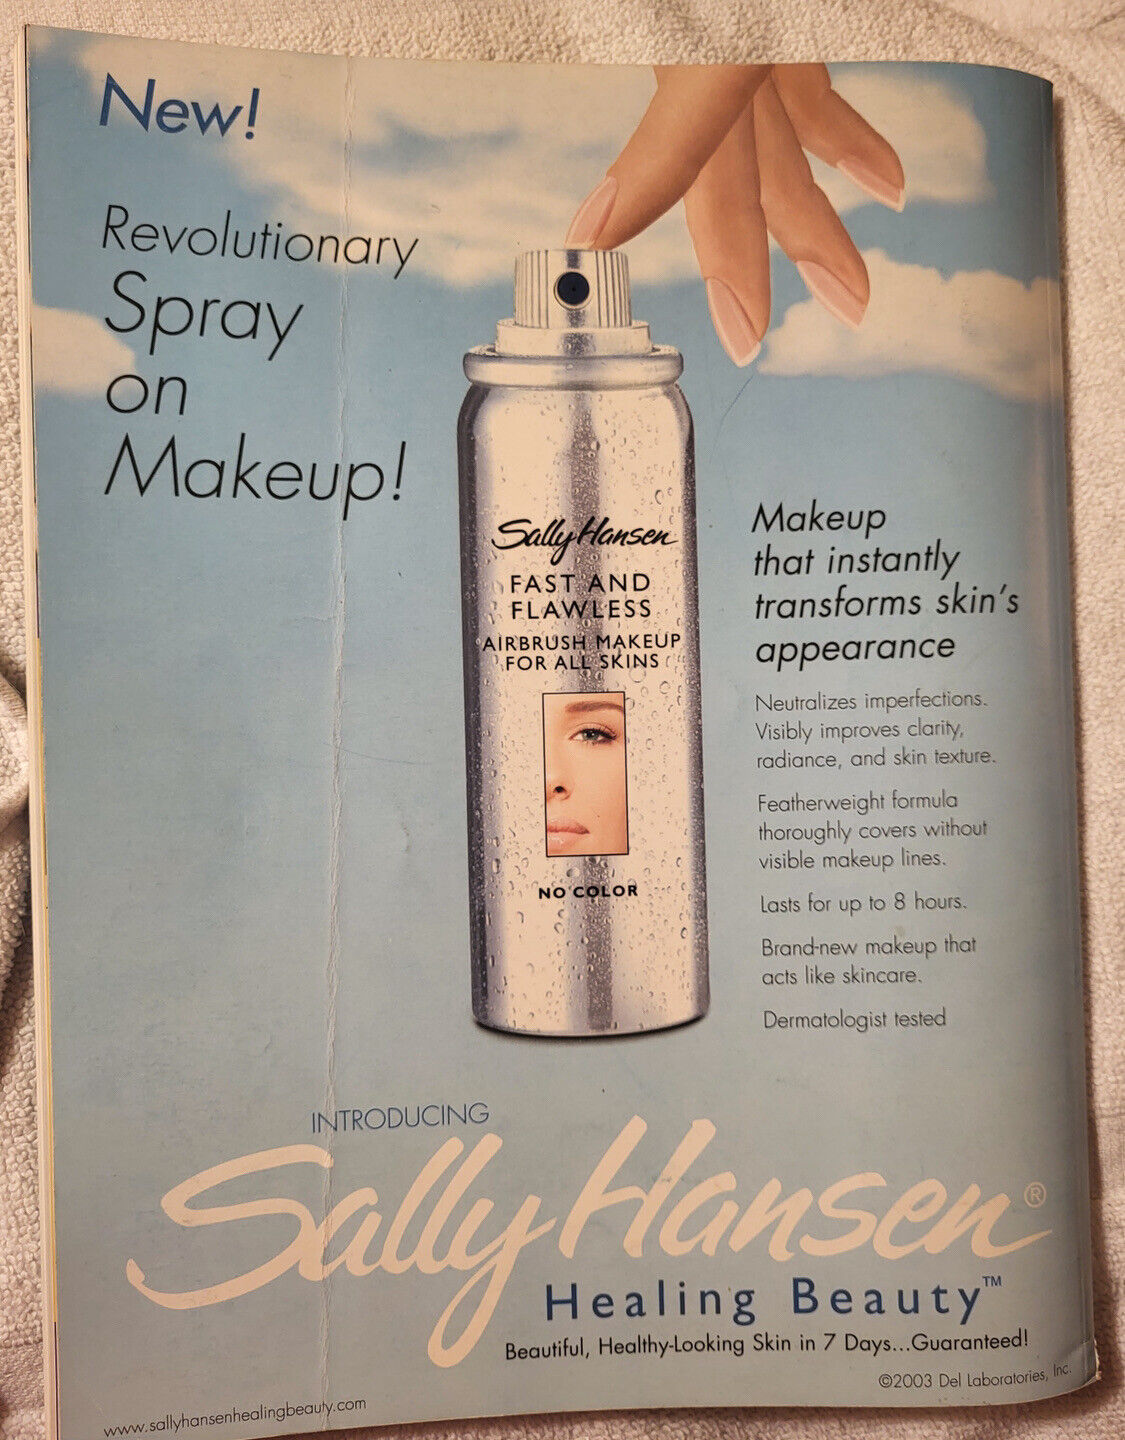 New!
Revolutionary
Spray
on
Makeup!
Sally Hansen
FAST AND
FLAWLESS
AIRBRUSH MAKEUP
FOR ALL SKINS
NO COLOR
Makeup
that instantly
transforms skin's
appearance
Neutralizes imperfections.
Visibly improves clarity,
radiance, and skin texture.
Featherweight formula
thoroughly covers without
visible makeup lines.
Lasts for up to 8 hours.
Brand-new makeup that
acts like skincare.
Dermatologist tested
INTRODUCING
Sally Hansen®
Healing Beauty™
Beautiful, Healthy-Looking Skin in 7 Days...Guaranteed!
©2003 Del Laboratories, Inc.
www.sallyhansenhealingbeauty.com